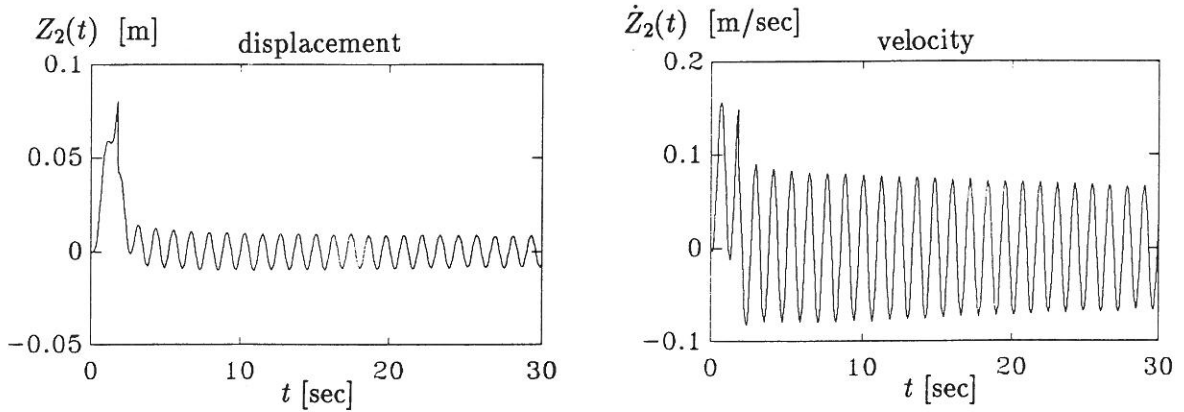 Z₂(t) [m]
displacement
0.1
0.05
0
−0.05
0
10
20
30
t [sec]
Ż₂(t) [m/sec]
velocity
0.2
0.1
0
−0.1
0
10
20
30
t [sec]